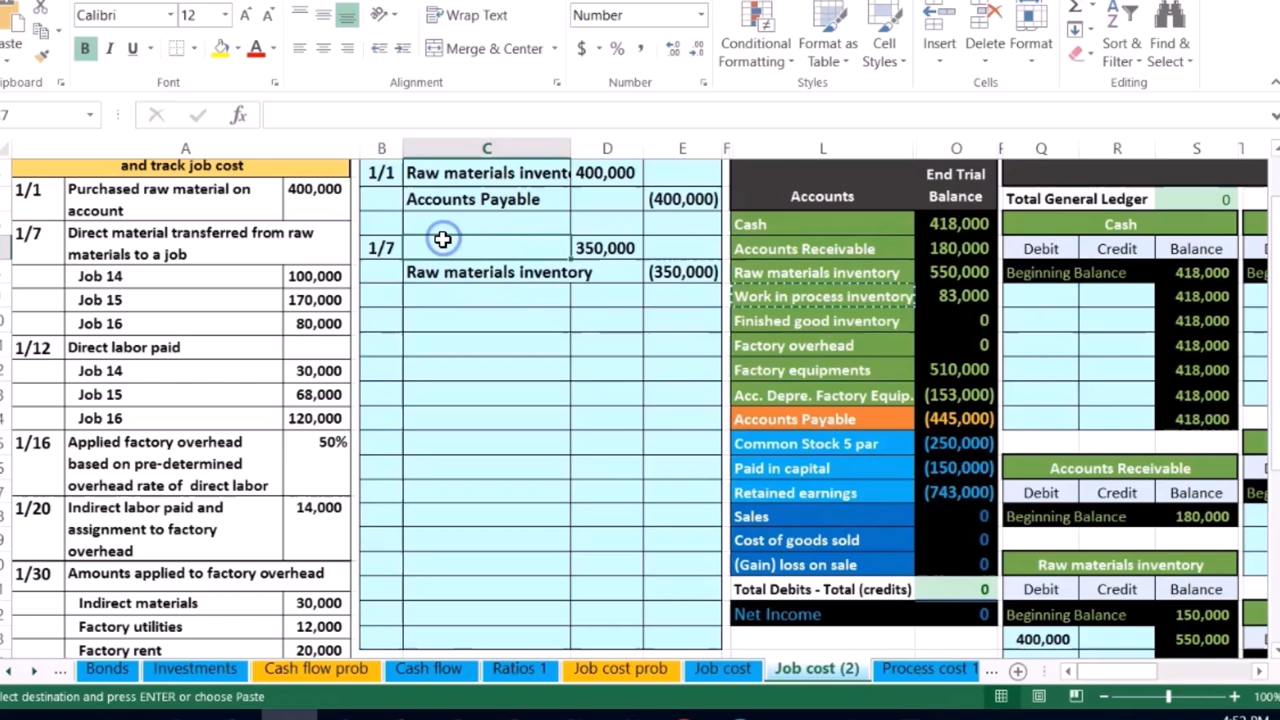 Calibri
12
Wrap Text
Number
B I U
Merge & Center
$ % ,
Conditional
Formatting
Format as
Table
Cell
Styles
Insert
Delete
Format
Sort &
Filter
Find &
Select
Font
Alignment
Number
Styles
Cells
Editing
fx
A B C D E F L O Q R S
and track job cost
1/1 Purchased raw material on 400,000
account
1/7 Direct material transferred from raw
materials to a job
Job 14 100,000
Job 15 170,000
Job 16 80,000
1/12 Direct labor paid
Job 14 30,000
Job 15 68,000
Job 16 120,000
1/16 Applied factory overhead 50%
based on pre-determined
overhead rate of direct labor
1/20 Indirect labor paid and 14,000
assignment to factory
overhead
1/30 Amounts applied to factory overhead
Indirect materials 30,000
Factory utilities 12,000
Factory rent 20,000
1/1 Raw materials invent 400,000
Accounts Payable (400,000)
1/7 350,000
Raw materials inventory (350,000)
Accounts
End Trial
Balance
Cash 418,000
Accounts Receivable 180,000
Raw materials inventory 550,000
Work in process inventory 83,000
Finished good inventory 0
Factory overhead 0
Factory equipments 510,000
Acc. Depre. Factory Equip. (153,000)
Accounts Payable (445,000)
Common Stock 5 par (250,000)
Paid in capital (150,000)
Retained earnings (743,000)
Sales 0
Cost of goods sold 0
(Gain) loss on sale 0
Total Debits - Total (credits) 0
Net Income 0
Total General Ledger 0
Cash
Debit Credit Balance
Beginning Balance 418,000
418,000
418,000
418,000
418,000
418,000
418,000
Accounts Receivable
Debit Credit Balance
Beginning Balance 180,000
Raw materials inventory
Debit Credit Balance
Beginning Balance 150,000
400,000 550,000
... Bonds Investments Cash flow prob Cash flow Ratios 1 Job cost prob Job cost Job cost (2) Process cost 1 ...
lect destination and press ENTER or choose Paste
100%